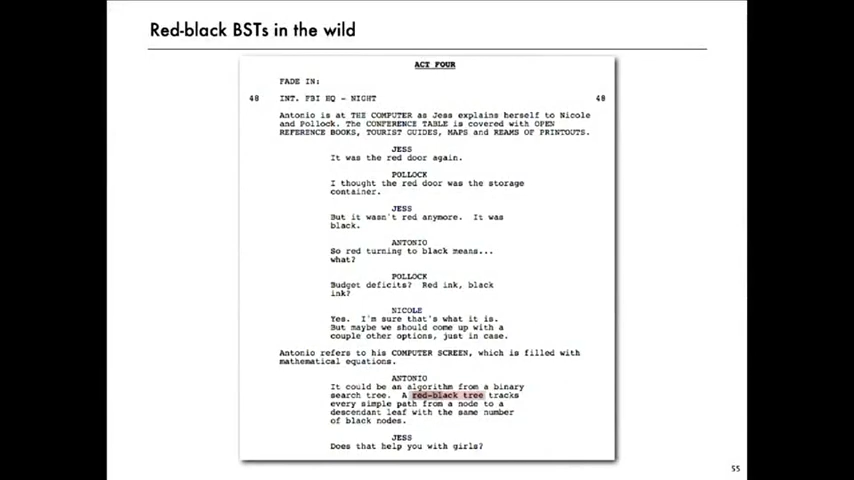 Red-black BSTs in the wild
ACT FOUR
FADE IN:
48 INT. FBI HQ - NIGHT 48
Antonio is at THE COMPUTER as Jess explains herself to Nicole
and Pollock. The CONFERENCE TABLE is covered with OPEN
REFERENCE BOOKS, TOURIST GUIDES, MAPS and REAMS OF PRINTOUTS.
JESS
It was the red door again.
POLLOCK
I thought the red door was the storage
container.
JESS
But it wasn't red anymore. It was
black.
ANTONIO
So red turning to black means...
what?
POLLOCK
Budget deficits? Red ink, black
ink?
NICOLE
Yes. I'm sure that's what it is.
But maybe we should come up with a
couple other options, just in case.
Antonio refers to his COMPUTER SCREEN, which is filled with
mathematical equations.
ANTONIO
It could be an algorithm from a binary
search tree. A red-black tree tracks
every simple path from a node to a
descendant leaf with the same number
of black nodes.
JESS
Does that help you with girls?
55